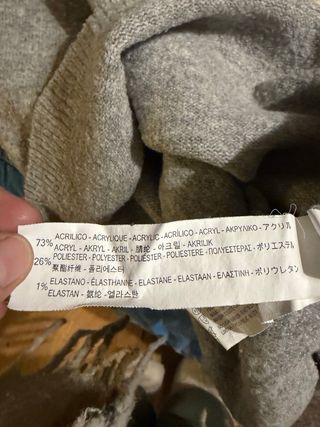 73% ACRILICO - ACRYLIQUE - ACRYLIC - ACRÍLICO - ACRYL - ΑΚΡΥΛΙΚΟ - アクリル
ACRYL - AKRYL - AKRIL - 腈纶 - 아크릴 - AKRILIK
26% POLIESTER - POLYESTER - POLIÉSTER - POLIESTERE - ΠΟΛΥΕΣΤΕΡΑΣ - ポリエステル
聚酯纤维 - 폴리에스터
1% ELASTANO - ÉLASTHANNE - ELASTANE - ELASTAAN - ΕΛΑΣΤΙΝΗ - ポリウレタン
ELASTAN - 氨纶 - 엘라스탄